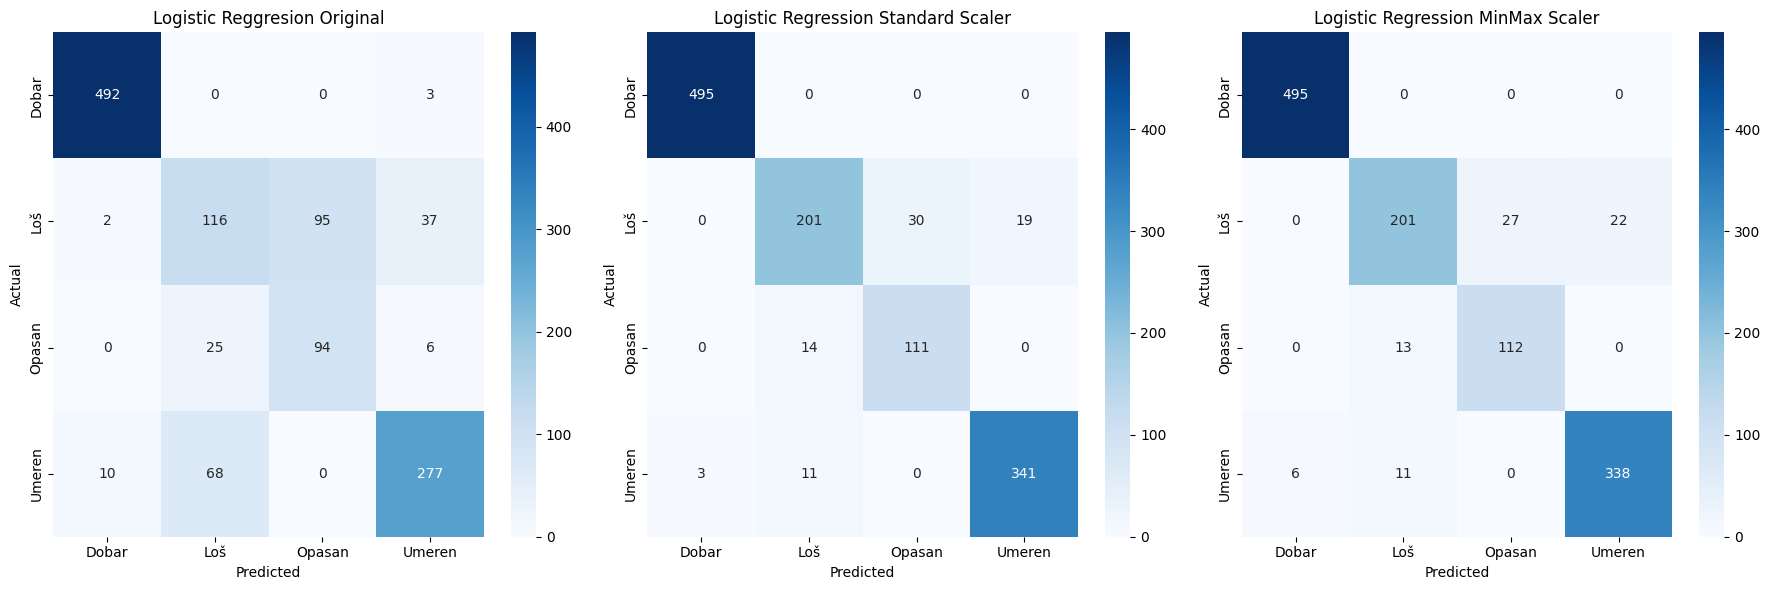 Logistic Reggresion Original
Dobar 492 0 0 3
Loš 2 116 95 37
Opasan 0 25 94 6
Umeren 10 68 0 277
Dobar Loš Opasan Umeren
Predicted
Actual
400
300
200
100
0
Logistic Regression Standard Scaler
Dobar 495 0 0 0
Loš 0 201 30 19
Opasan 0 14 111 0
Umeren 3 11 0 341
Dobar Loš Opasan Umeren
Predicted
Actual
400
300
200
100
0
Logistic Regression MinMax Scaler
Dobar 495 0 0 0
Loš 0 201 27 22
Opasan 0 13 112 0
Umeren 6 11 0 338
Dobar Loš Opasan Umeren
Predicted
Actual
400
300
200
100
0